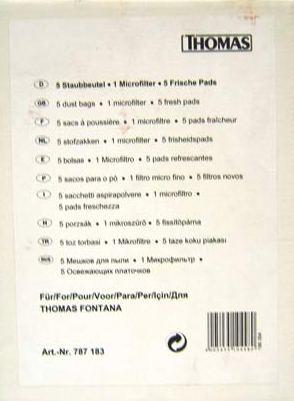 THOMAS
D 5 Staubbeutel • 1 Microfilter • 5 Frische Pads
GB 5 dust bags • 1 microfilter • 5 fresh pads
F 5 sacs à poussière • 1 microfiltre • 5 pads fraîcheur
NL 5 stofzakken • 1 microfilter • 5 frisheidspads
E 5 bolsas • 1 Microfiltro • 5 pads refrescantes
P 5 sacos para o pó • 1 filtro micro fino • 5 filtros novos
I 5 sacchetti aspirapolvere • 1 microfiltro •
5 pads freschezza
H 5 porzsák • 1 mikroszűrő • 5 fissítőpárna
TR 5 toz torbasi • 1 Mikrofiltre • 5 taze koku piakasi
RUS 5 Мешков для пыли • 1 Микрофильтр •
5 Освежающих платочков
Für/For/Pour/Voor/Para/Per/Için/Для
THOMAS FONTANA
Art.-Nr. 787 183